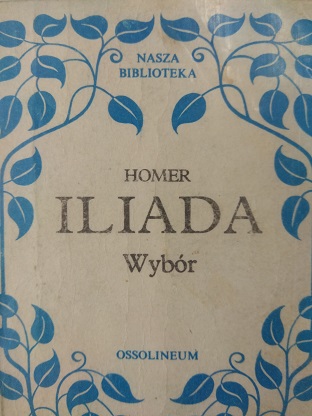 NASZA
BIBLIOTEKA
HOMER
ILIADA
Wybór
OSSOLINEUM